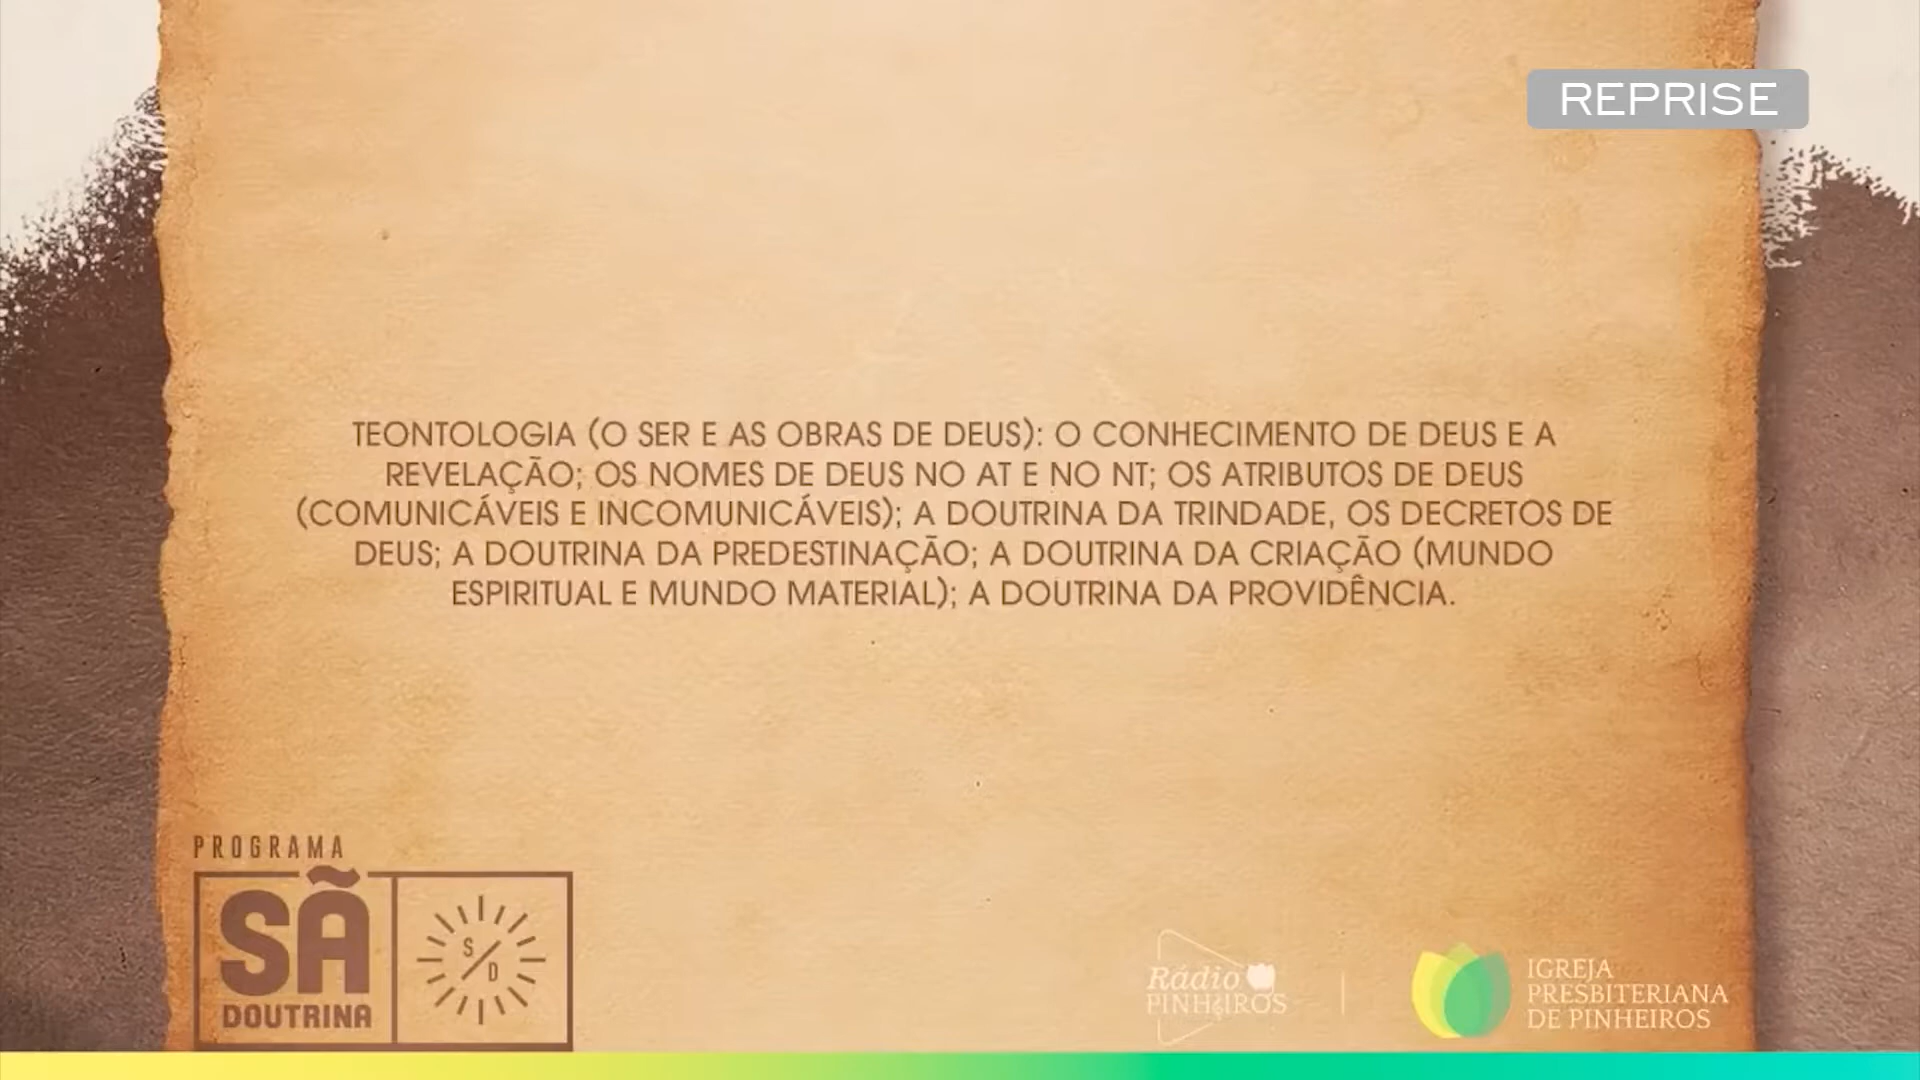 REPRISE
TEONTOLOGIA (O SER E AS OBRAS DE DEUS): O CONHECIMENTO DE DEUS E A
REVELAÇÃO; OS NOMES DE DEUS NO AT E NO NT; OS ATRIBUTOS DE DEUS
(COMUNICÁVEIS E INCOMUNICÁVEIS); A DOUTRINA DA TRINDADE, OS DECRETOS DE
DEUS; A DOUTRINA DA PREDESTINAÇÃO; A DOUTRINA DA CRIAÇÃO (MUNDO
ESPIRITUAL E MUNDO MATERIAL); A DOUTRINA DA PROVIDÊNCIA.
PROGRAMA
SÃ
DOUTRINA
S/D
Rádio
PINHEIROS
IGREJA
PRESBITERIANA
DE PINHEIROS